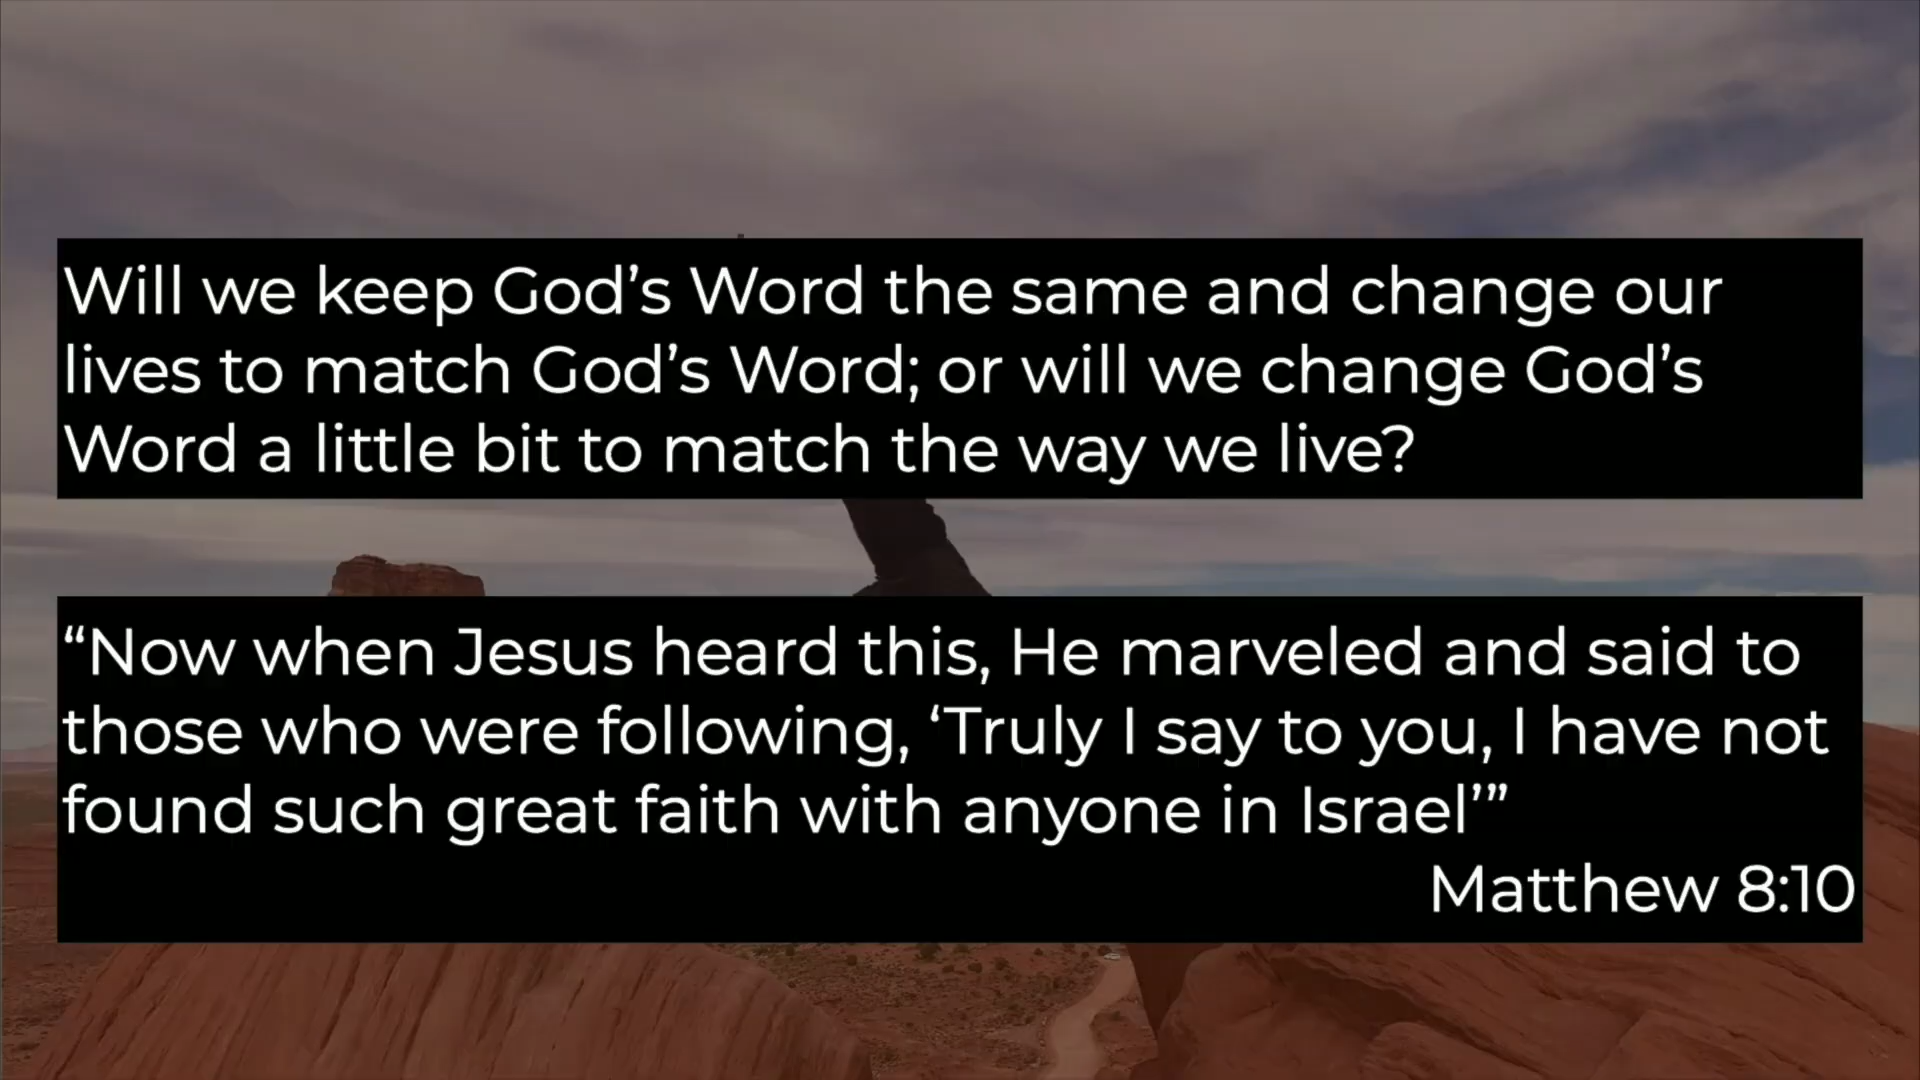 Will we keep God’s Word the same and change our
lives to match God’s Word; or will we change God’s
Word a little bit to match the way we live?
“Now when Jesus heard this, He marveled and said to
those who were following, ‘Truly I say to you, I have not
found such great faith with anyone in Israel’”
Matthew 8:10